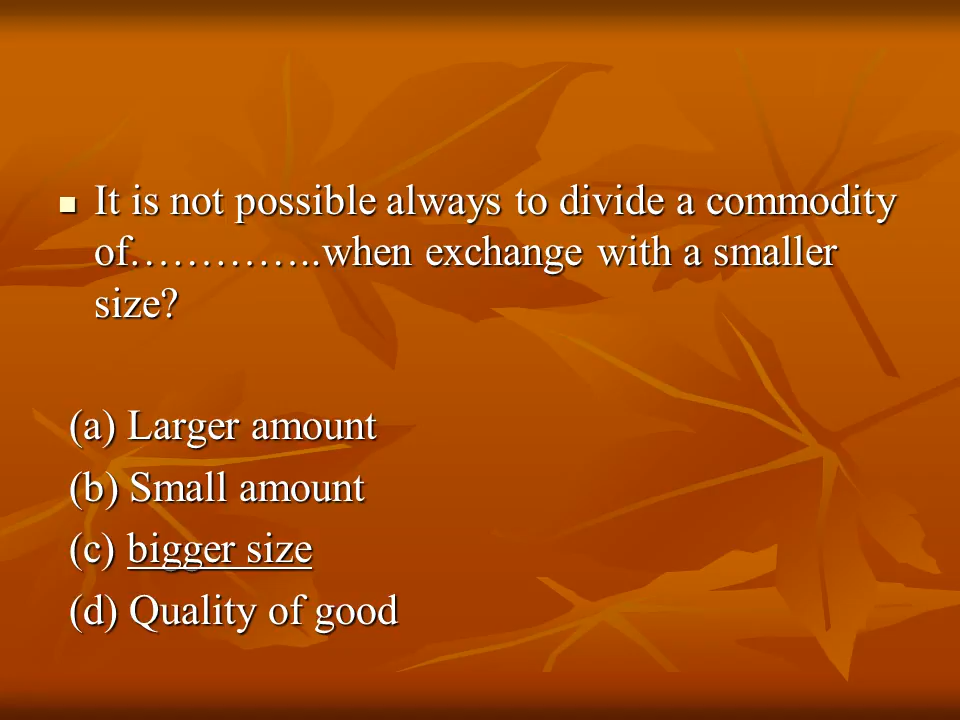 It is not possible always to divide a commodity
of…………..when exchange with a smaller
size?
(a) Larger amount
(b) Small amount
(c) bigger size
(d) Quality of good